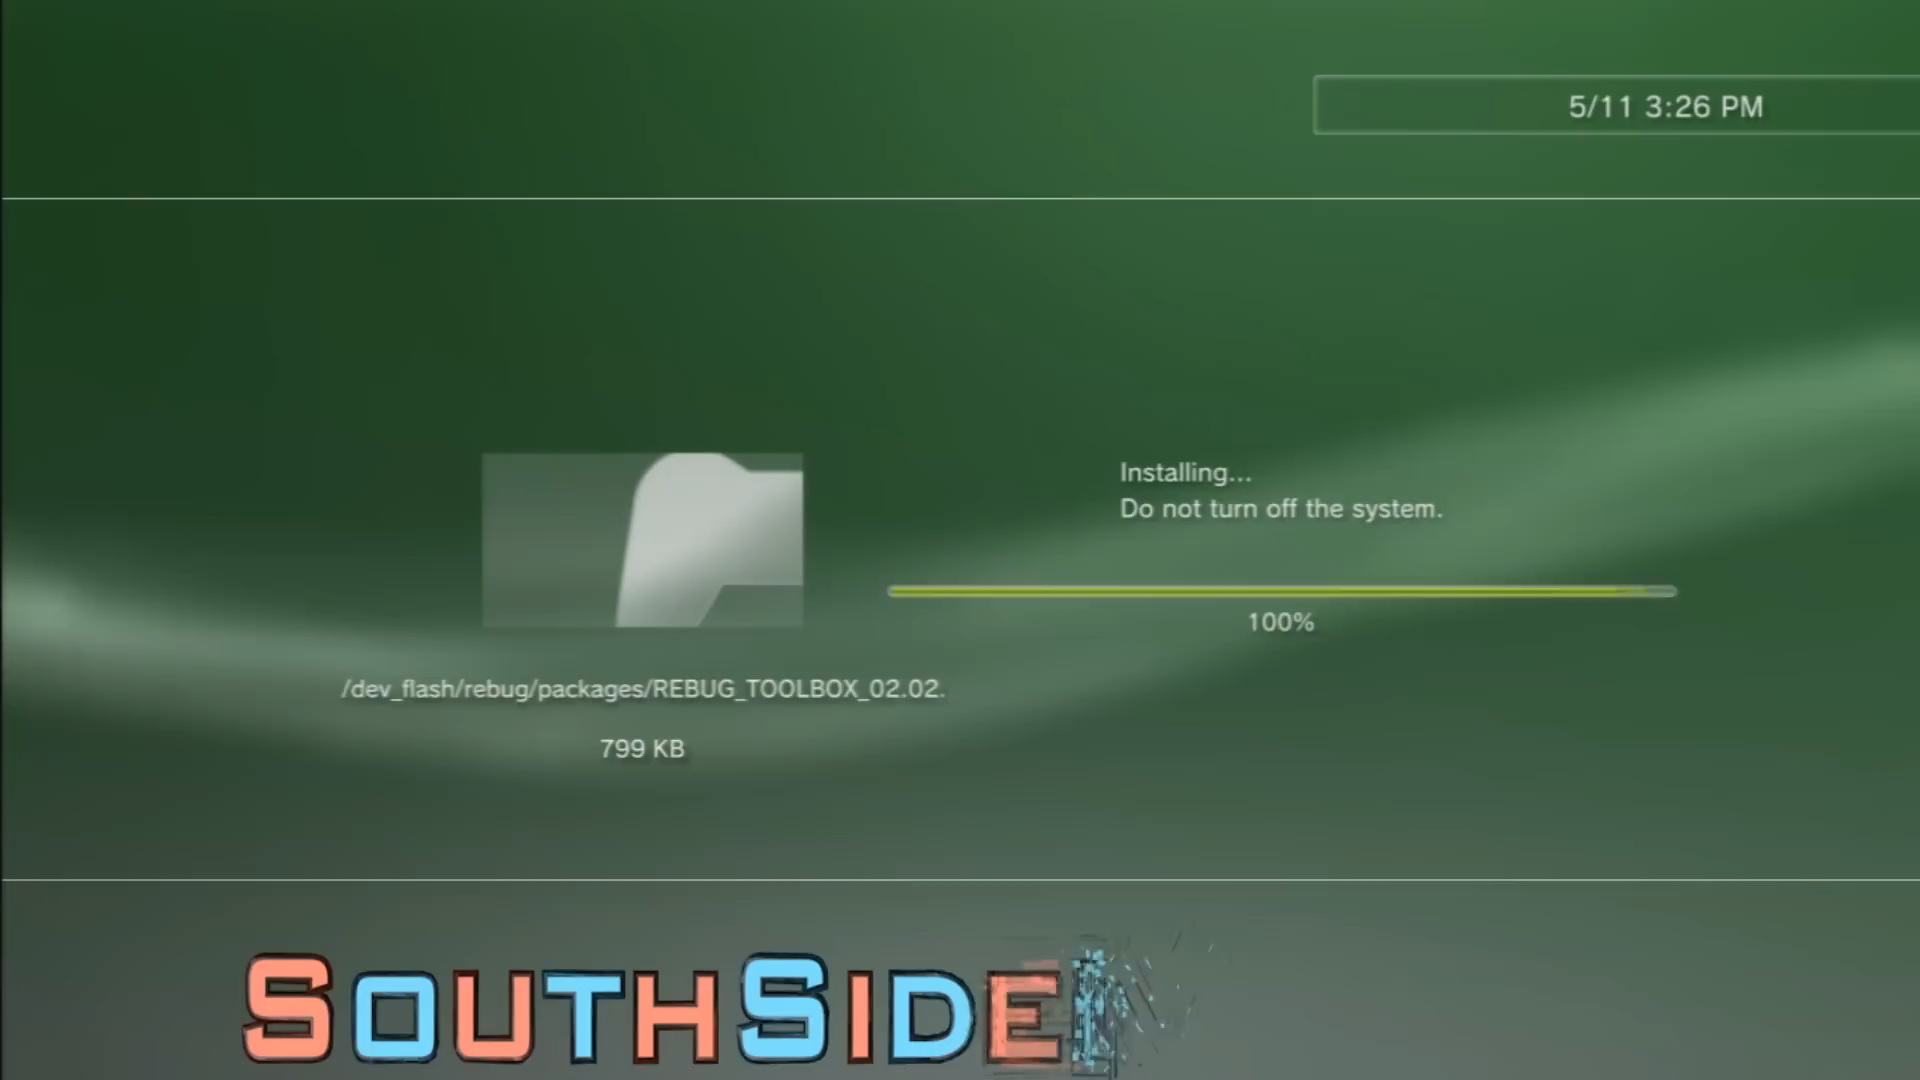 5/11 3:26 PM
Installing...
Do not turn off the system.
100%
/dev_flash/rebug/packages/REBUG_TOOLBOX_02.02.
799 KB
SOUTHSIDE